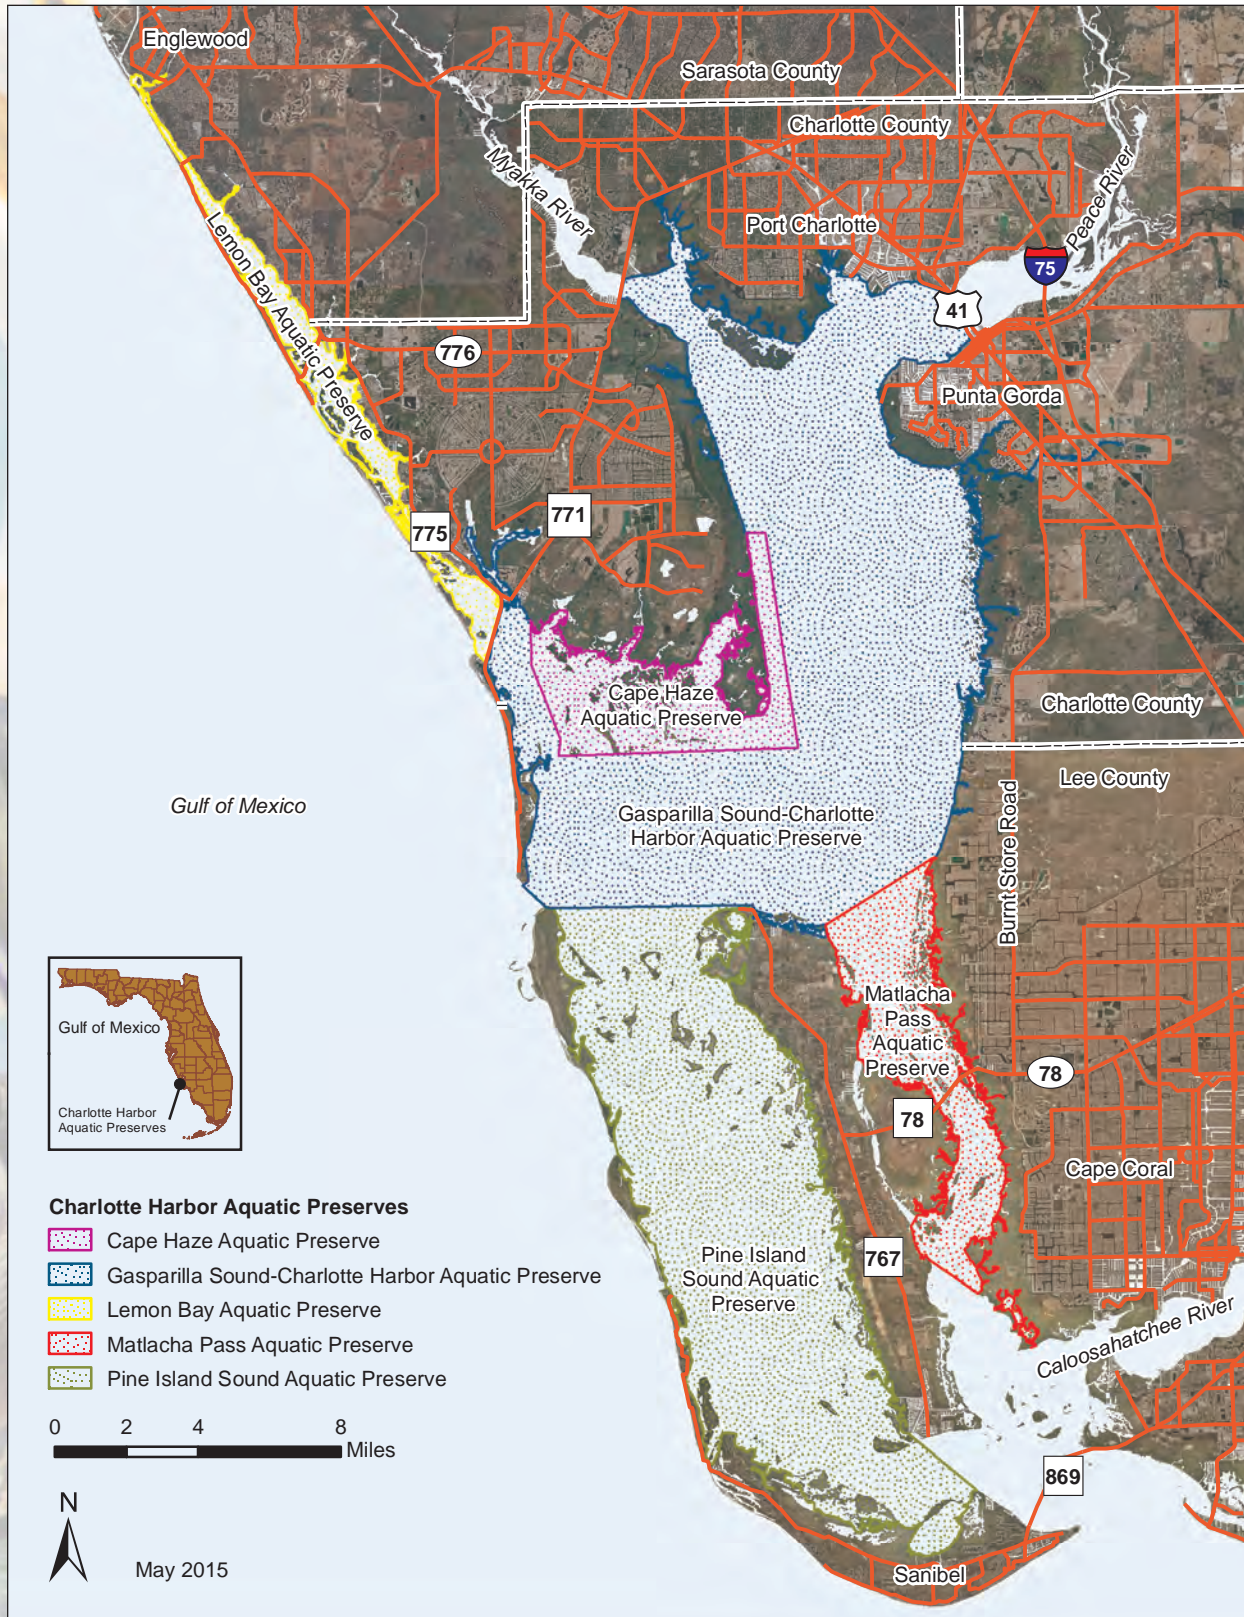 Englewood
Sarasota County
Charlotte County
Myakka River
Peace River
Port Charlotte
75
41
Lemon Bay Aquatic Preserve
776
Punta Gorda
771
775
Cape Haze
Aquatic Preserve
Charlotte County
Lee County
Gulf of Mexico
Gasparilla Sound-Charlotte
Harbor Aquatic Preserve
Burnt Store Road
Matlacha
Pass
Aquatic
Preserve
78
78
Gulf of Mexico
Charlotte Harbor
Aquatic Preserves
Cape Coral
Charlotte Harbor Aquatic Preserves
Cape Haze Aquatic Preserve
Gasparilla Sound-Charlotte Harbor Aquatic Preserve
Lemon Bay Aquatic Preserve
Matlacha Pass Aquatic Preserve
Pine Island Sound Aquatic Preserve
Pine Island
Sound Aquatic
Preserve
767
Caloosahatchee River
0 2 4 8
Miles
869
N
May 2015
Sanibel